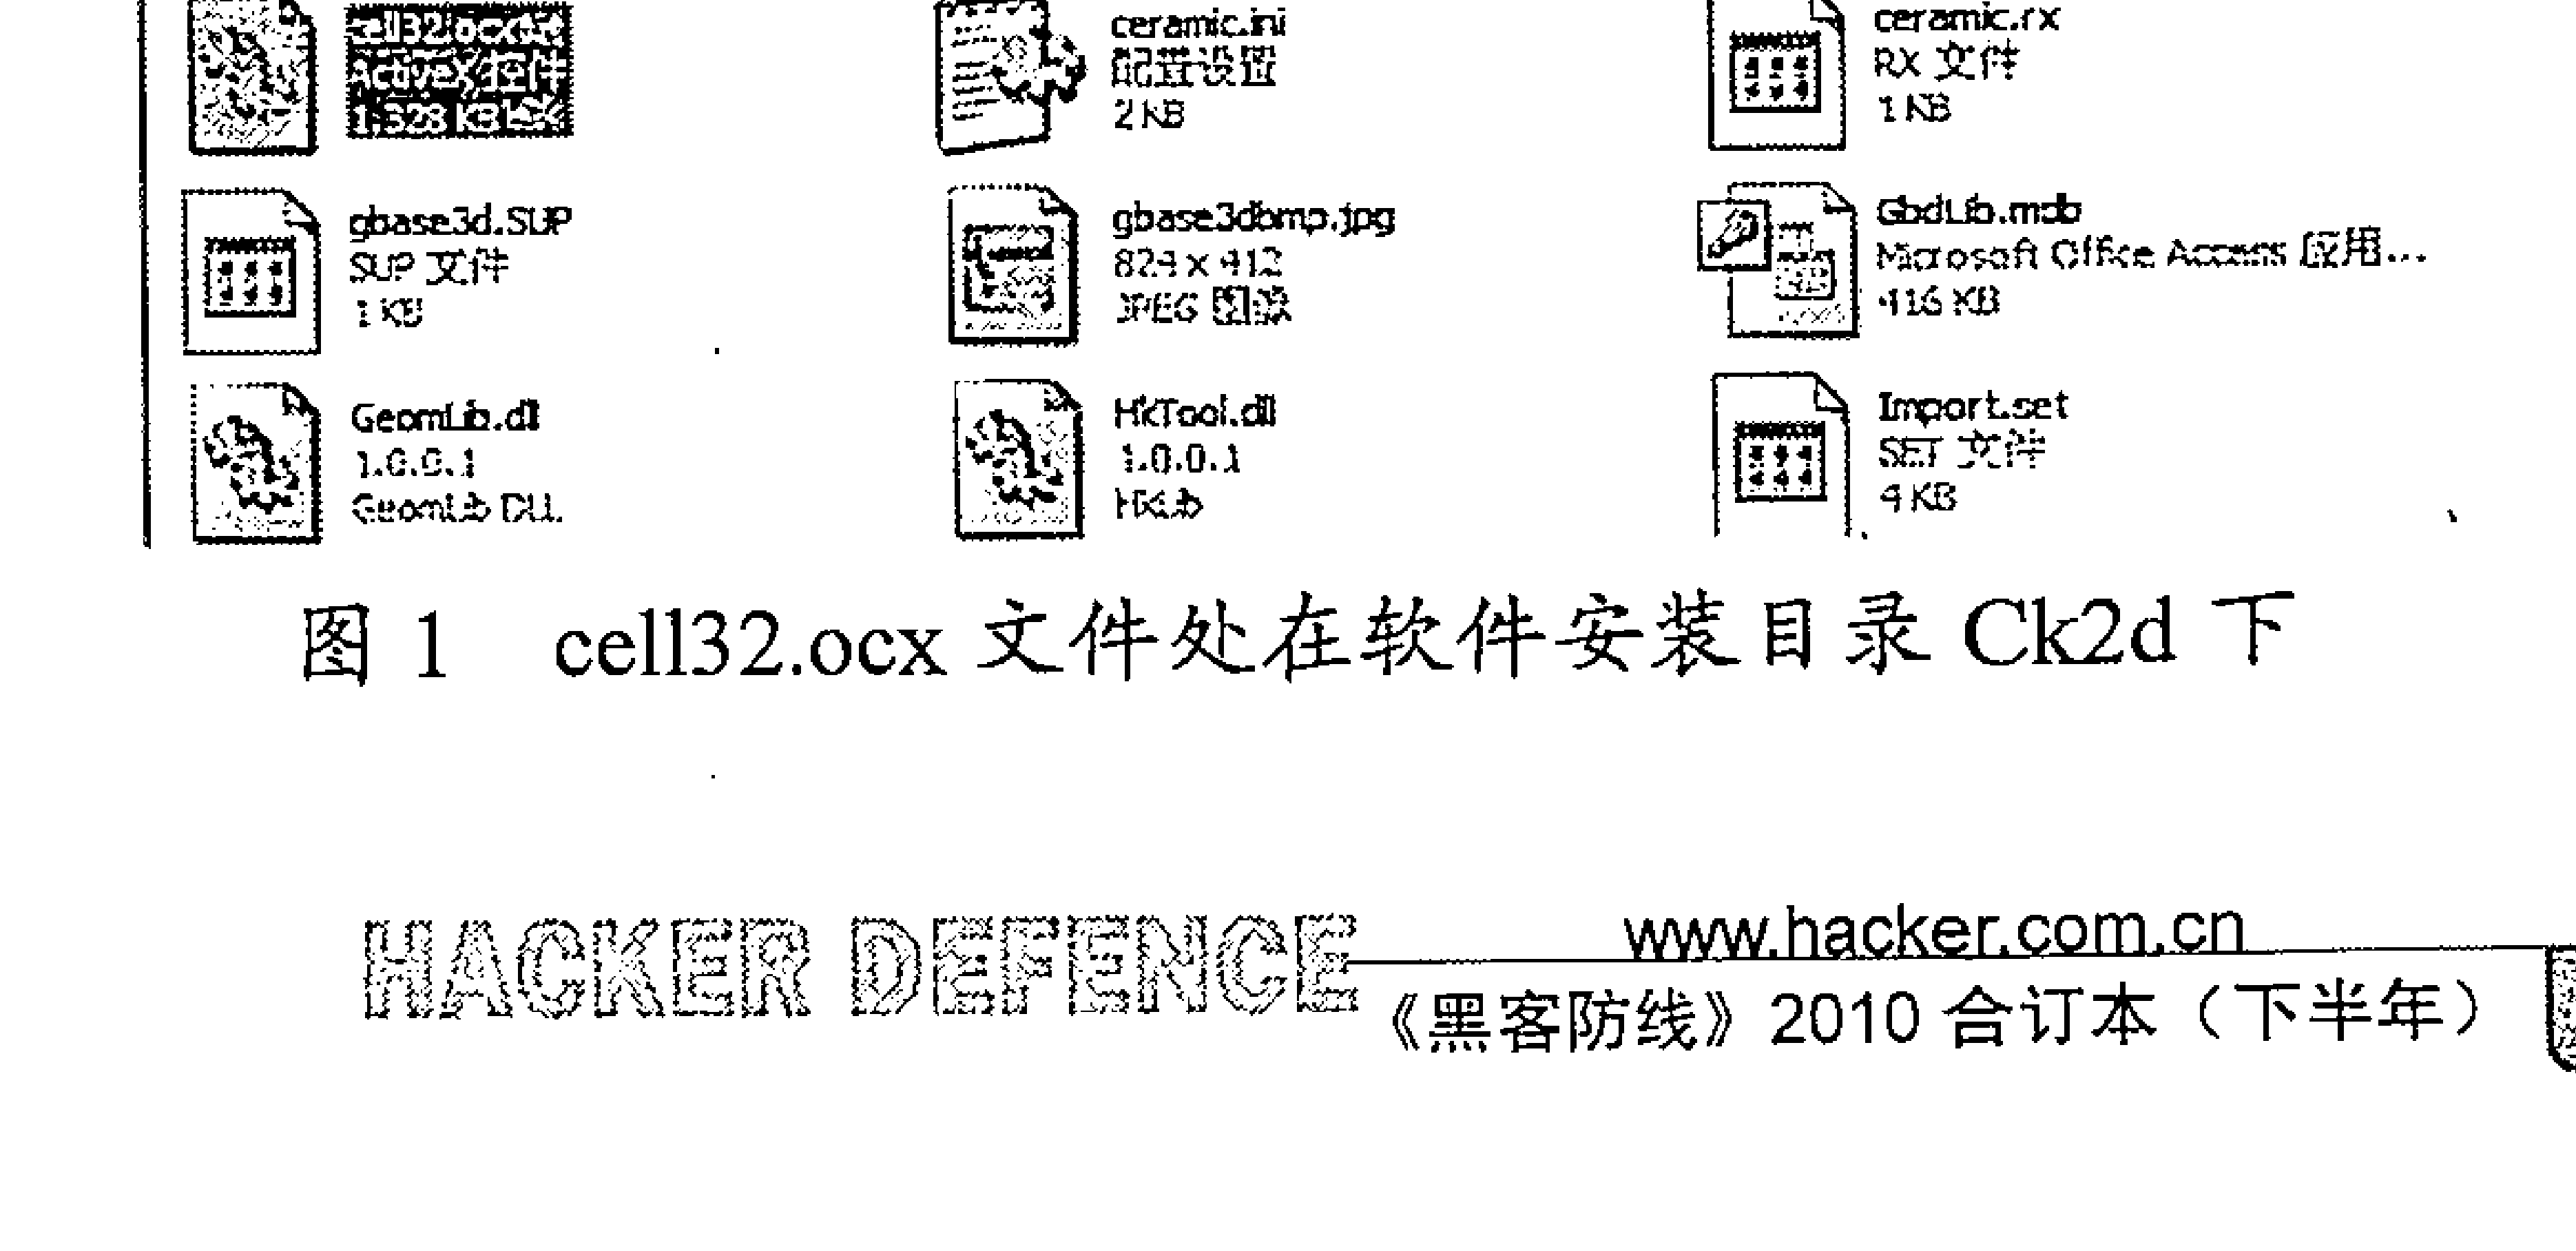 cell32.ocx
ActiveX 控件
1,328 KB
ceramic.ini
配置设置
2 KB
ceramic.rx
RX 文件
1 KB
gbase3d.SUP
SUP 文件
1 KB
gbase3dbmp.jpg
824 x 412
JPEG 图像
GbdLib.mdb
Microsoft Office Access 应用...
416 KB
GeomLib.dll
1.0.0.1
GeomLib DLL
HkTool.dll
1.0.0.1
HkLib
Import.set
SET 文件
4 KB
图 1 cell32.ocx 文件处在软件安装目录 Ck2d 下
HACKER DEFENCE
www.hacker.com.cn
《黑客防线》2010 合订本（下半年）